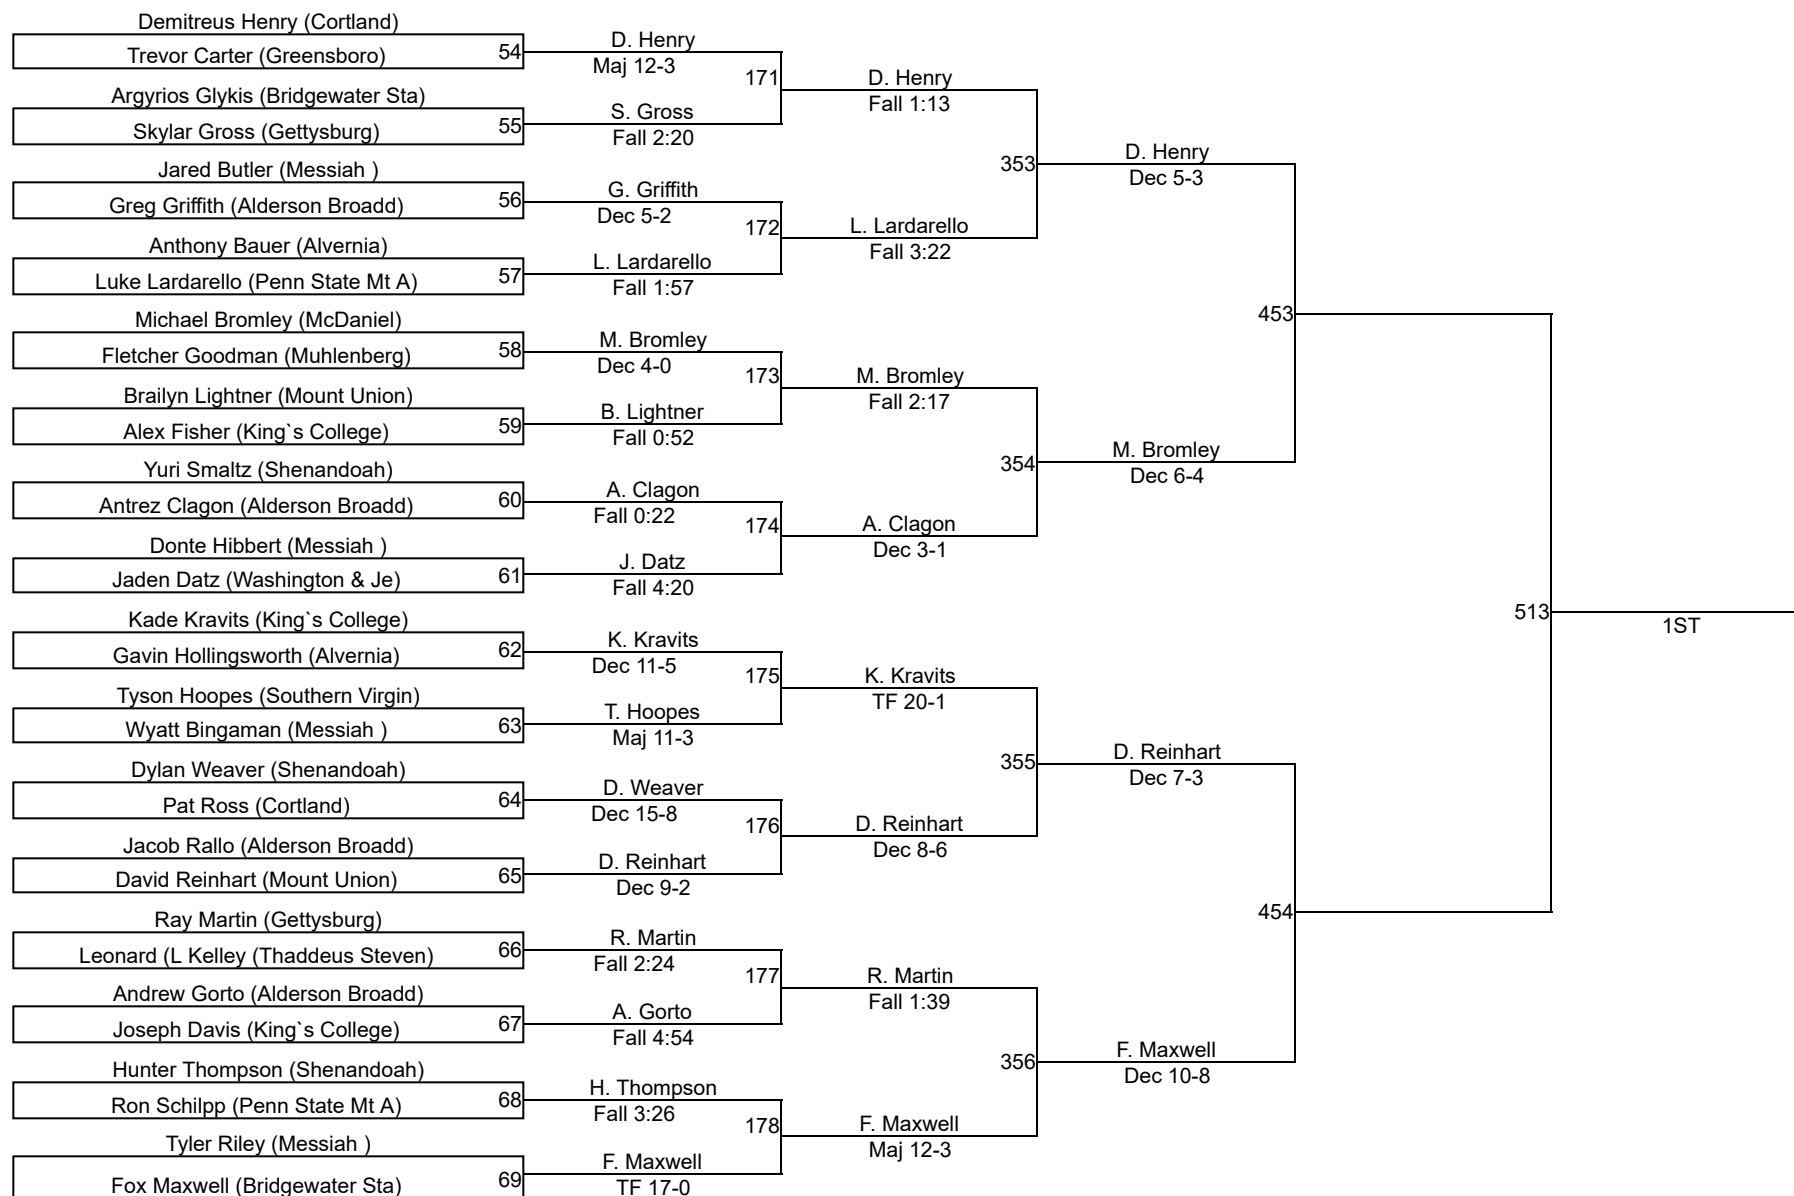 Demitreus Henry (Cortland)
Trevor Carter (Greensboro)
54
Argyrios Glykis (Bridgewater Sta)
Skylar Gross (Gettysburg)
55
Jared Butler (Messiah )
Greg Griffith (Alderson Broadd)
56
Anthony Bauer (Alvernia)
Luke Lardarello (Penn State Mt A)
57
Michael Bromley (McDaniel)
Fletcher Goodman (Muhlenberg)
58
Brailyn Lightner (Mount Union)
Alex Fisher (King`s College)
59
Yuri Smaltz (Shenandoah)
Antrez Clagon (Alderson Broadd)
60
Donte Hibbert (Messiah )
Jaden Datz (Washington & Je)
61
Kade Kravits (King`s College)
Gavin Hollingsworth (Alvernia)
62
Tyson Hoopes (Southern Virgin)
Wyatt Bingaman (Messiah )
63
Dylan Weaver (Shenandoah)
Pat Ross (Cortland)
64
Jacob Rallo (Alderson Broadd)
David Reinhart (Mount Union)
65
Ray Martin (Gettysburg)
Leonard (L Kelley (Thaddeus Steven)
66
Andrew Gorto (Alderson Broadd)
Joseph Davis (King`s College)
67
Hunter Thompson (Shenandoah)
Ron Schilpp (Penn State Mt A)
68
Tyler Riley (Messiah )
Fox Maxwell (Bridgewater Sta)
69
D. Henry
Maj 12-3
171
S. Gross
Fall 2:20
G. Griffith
Dec 5-2
172
L. Lardarello
Fall 1:57
M. Bromley
Dec 4-0
173
B. Lightner
Fall 0:52
A. Clagon
Fall 0:22
174
J. Datz
Fall 4:20
K. Kravits
Dec 11-5
175
T. Hoopes
Maj 11-3
D. Weaver
Dec 15-8
176
D. Reinhart
Dec 9-2
R. Martin
Fall 2:24
177
A. Gorto
Fall 4:54
H. Thompson
Fall 3:26
178
F. Maxwell
TF 17-0
D. Henry
Fall 1:13
353
L. Lardarello
Fall 3:22
M. Bromley
Fall 2:17
354
A. Clagon
Dec 3-1
K. Kravits
TF 20-1
355
D. Reinhart
Dec 8-6
R. Martin
Fall 1:39
356
F. Maxwell
Maj 12-3
D. Henry
Dec 5-3
453
M. Bromley
Dec 6-4
D. Reinhart
Dec 7-3
454
F. Maxwell
Dec 10-8
513
1ST